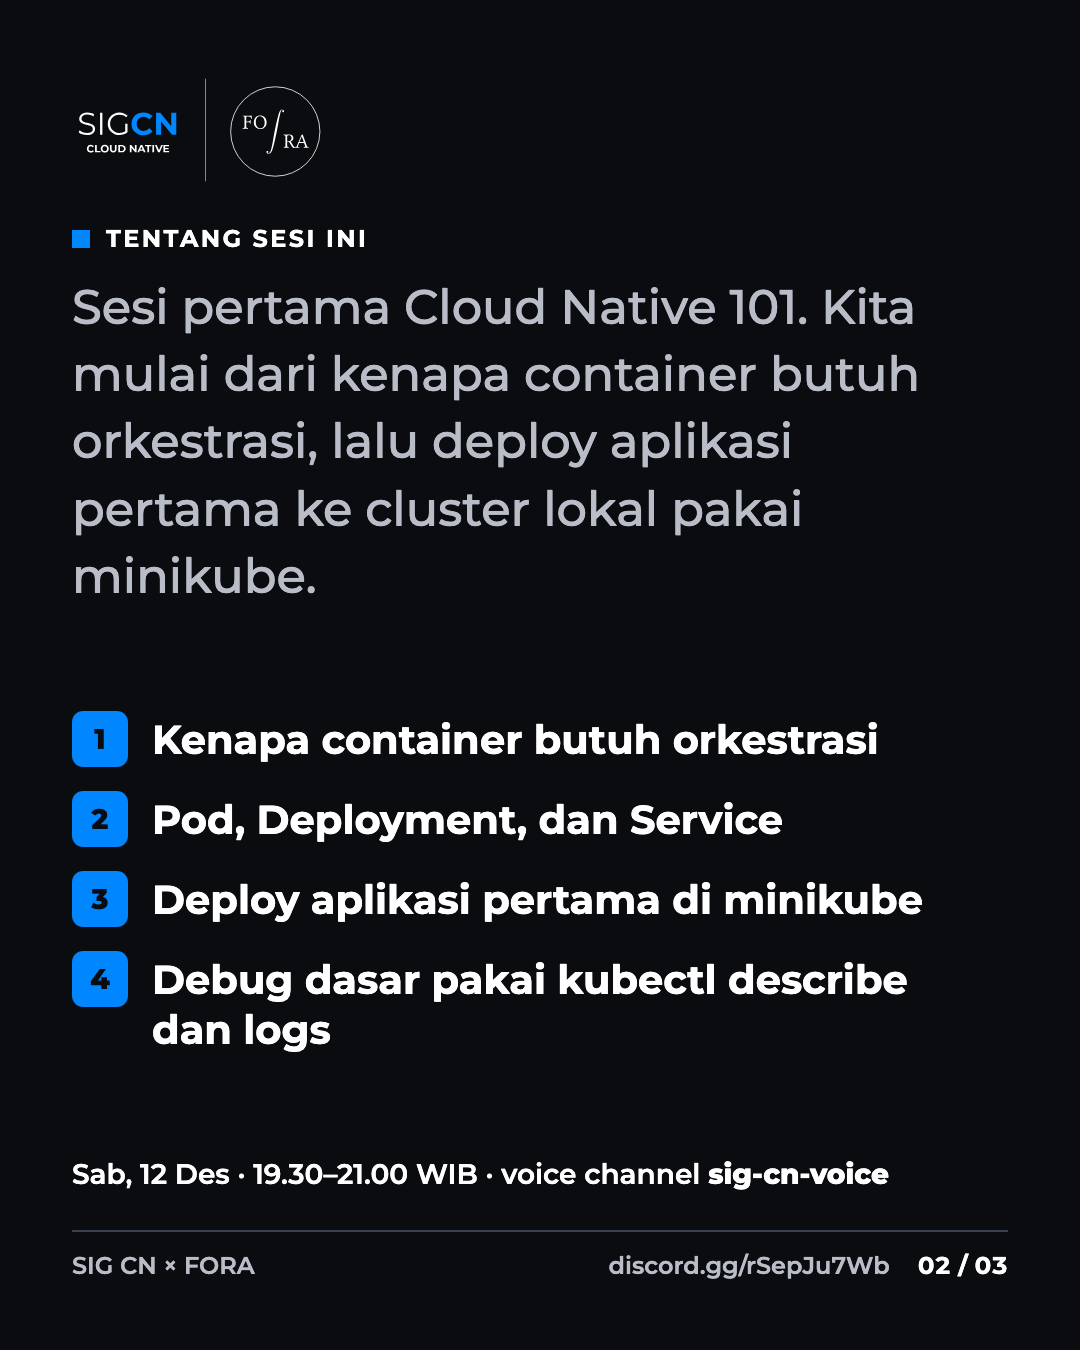 SIGCN
CLOUD NATIVE
FO RA
TENTANG SESI INI
Sesi pertama Cloud Native 101. Kita
mulai dari kenapa container butuh
orkestrasi, lalu deploy aplikasi
pertama ke cluster lokal pakai
minikube.
1 Kenapa container butuh orkestrasi
2 Pod, Deployment, dan Service
3 Deploy aplikasi pertama di minikube
4 Debug dasar pakai kubectl describe
dan logs
Sab, 12 Des · 19.30–21.00 WIB · voice channel sig-cn-voice
SIG CN × FORA discord.gg/rSepJu7Wb 02 / 03